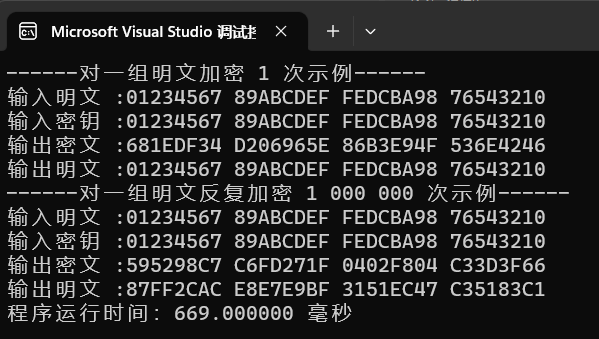 Microsoft Visual Studio 调试
------对一组明文加密 1 次示例------
输入明文 :01234567 89ABCDEF FEDCBA98 76543210
输入密钥 :01234567 89ABCDEF FEDCBA98 76543210
输出密文 :681EDF34 D206965E 86B3E94F 536E4246
输出明文 :01234567 89ABCDEF FEDCBA98 76543210
------对一组明文反复加密 1 000 000 次示例------
输入明文 :01234567 89ABCDEF FEDCBA98 76543210
输入密钥 :01234567 89ABCDEF FEDCBA98 76543210
输出密文 :595298C7 C6FD271F 0402F804 C33D3F66
输出明文 :87FF2CAC E8E7E9BF 3151EC47 C35183C1
程序运行时间: 669.000000 毫秒